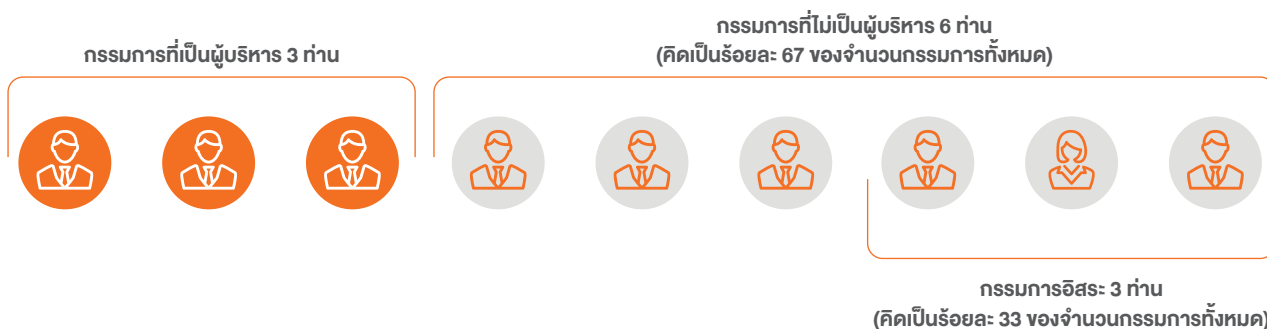 กรรมการที่เป็นผู้บริหาร 3 ท่าน
กรรมการที่ไม่เป็นผู้บริหาร 6 ท่าน
(คิดเป็นร้อยละ 67 ของจำนวนกรรมการทั้งหมด)
กรรมการอิสระ 3 ท่าน
(คิดเป็นร้อยละ 33 ของจำนวนกรรมการทั้งหมด)